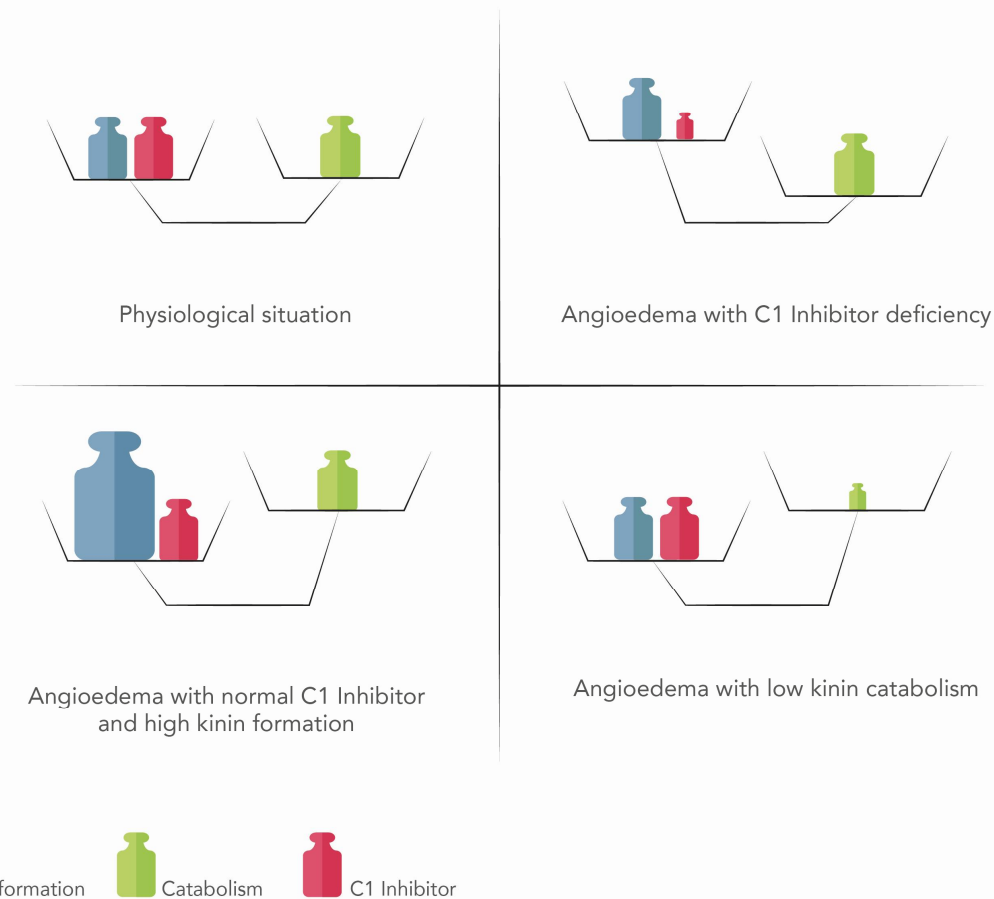 Physiological situation
Angioedema with C1 Inhibitor deficiency
Angioedema with normal C1 Inhibitor
and high kinin formation
Angioedema with low kinin catabolism
formation
Catabolism
C1 Inhibitor